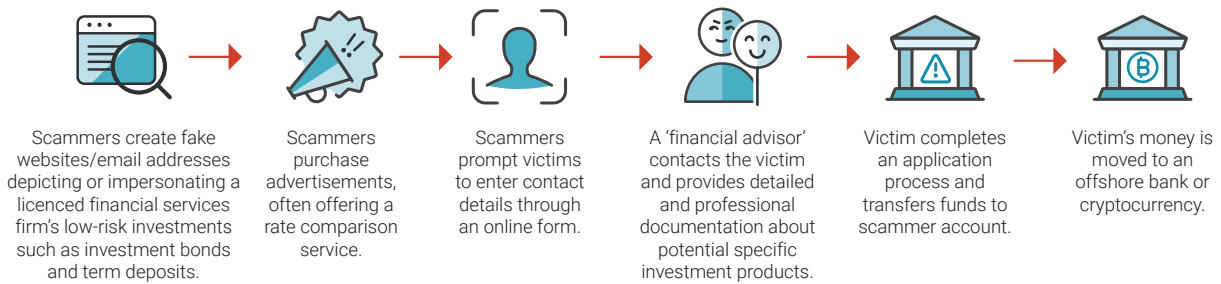 Scammers create fake
websites/email addresses
depicting or impersonating a
licenced financial services
firm's low-risk investments
such as investment bonds
and term deposits.
Scammers
purchase
advertisements,
often offering a
rate comparison
service.
Scammers
prompt victims
to enter contact
details through
an online form.
A ‘financial advisor’
contacts the victim
and provides detailed
and professional
documentation about
potential specific
investment products.
Victim completes
an application
process and
transfers funds to
scammer account.
Victim’s money is
moved to an
offshore bank or
cryptocurrency.